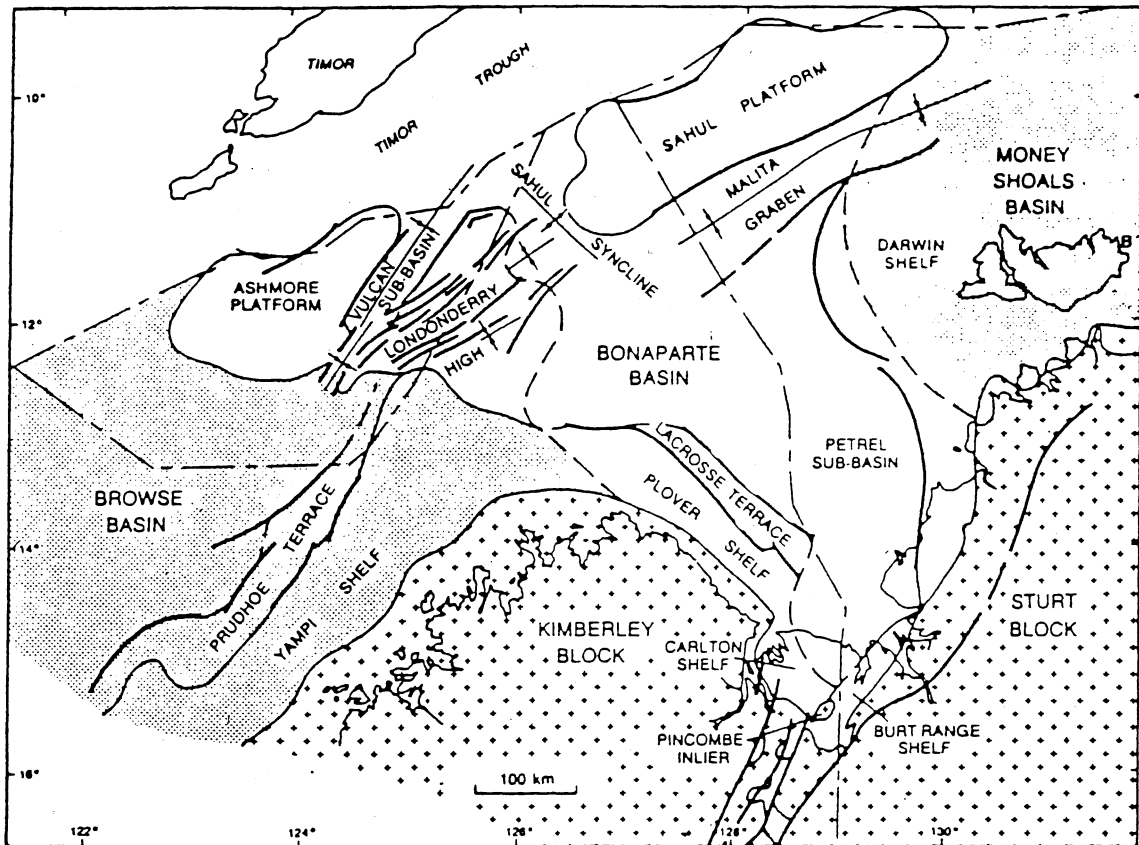 TIMOR
TROUGH
10°
TIMOR
SAHUL PLATFORM
MALITA
GRABEN
MONEY
SHOALS
BASIN
SAHUL
SYNCLINE
DARWIN
SHELF
B
ASHMORE
PLATFORM
VULCAN
SUB-BASIN
12°
LONDONDERRY
HIGH
BONAPARTE
BASIN
PETREL
SUB-BASIN
LACROSSE TERRACE
PLOVER
SHELF
BROWSE
BASIN
14°
PRUDHOE TERRACE
YAMPI SHELF
KIMBERLEY
BLOCK
STURT
BLOCK
CARLTON
SHELF
PINCOMBE
INLIER
BURT RANGE
SHELF
16°
100 km
122°
124°
126°
128°
130°